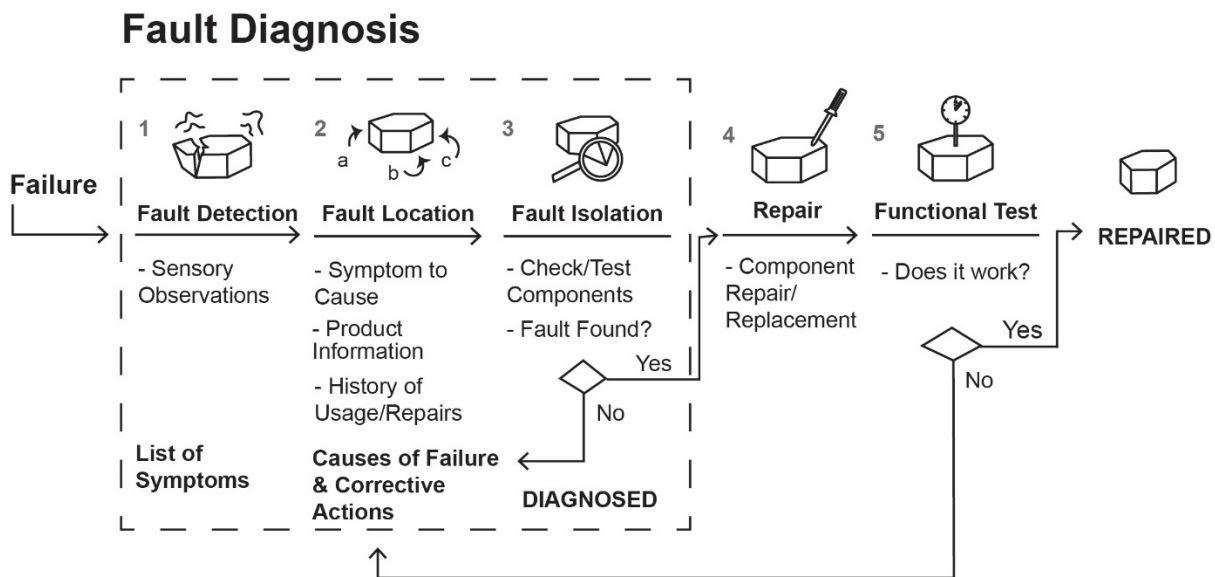 Fault Diagnosis
Failure
1
Fault Detection
- Sensory
Observations
List of
Symptoms
2
a
b
c
Fault Location
- Symptom to
Cause
- Product
Information
- History of
Usage/Repairs
Causes of Failure
& Corrective
Actions
3
Fault Isolation
- Check/Test
Components
- Fault Found?
Yes
No
DIAGNOSED
4
Repair
- Component
Repair/
Replacement
5
Functional Test
- Does it work?
Yes
No
REPAIRED